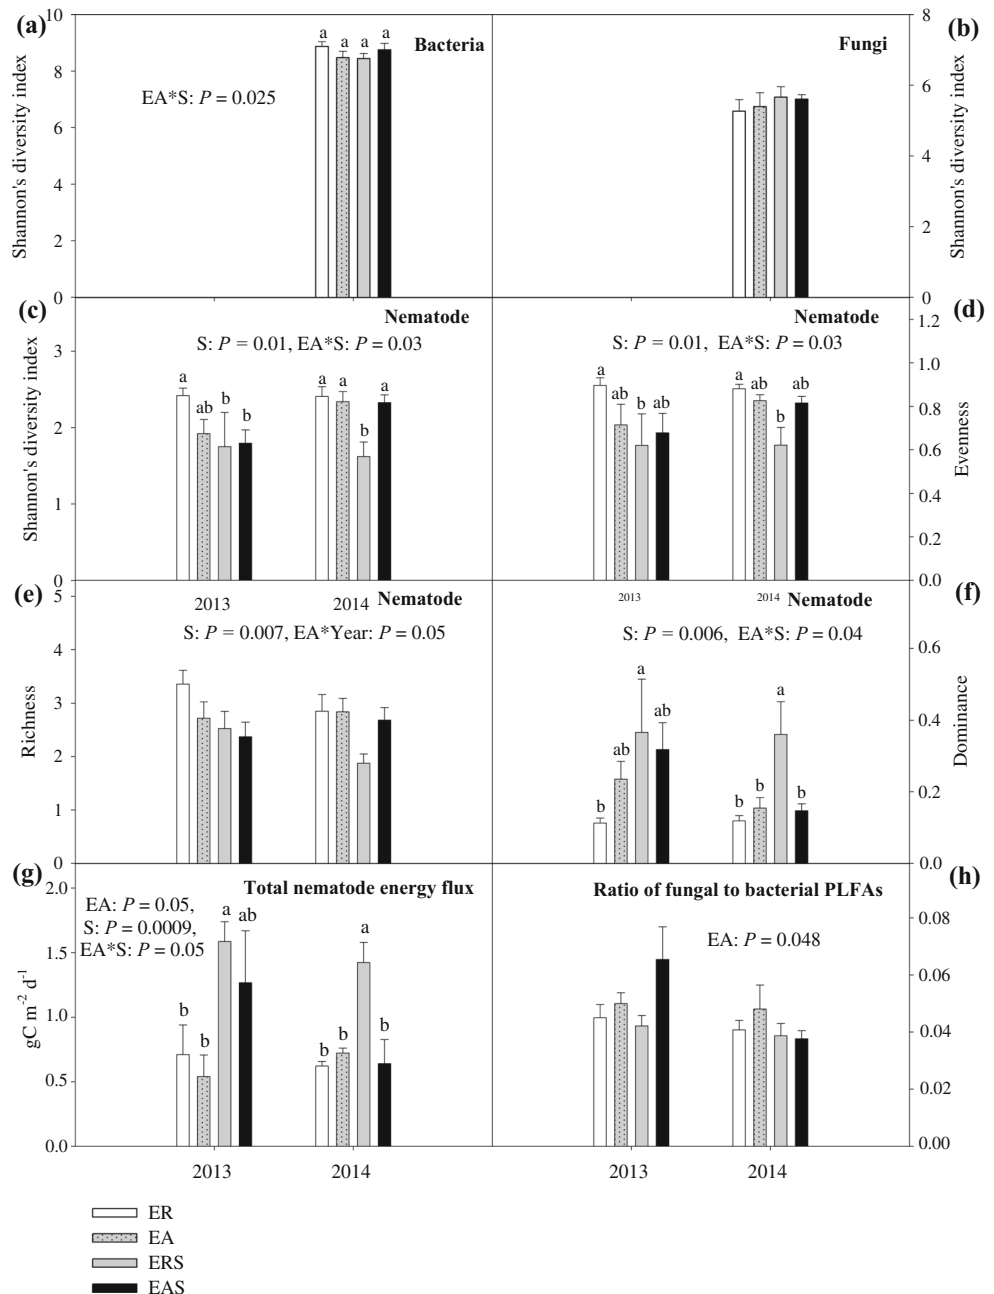 (a)
Bacteria
Shannon's diversity index
10
8
6
4
2
0
a a a a
EA*S: P = 0.025
(b)
Fungi
Shannon's diversity index
8
6
4
2
0
(c)
Nematode
S: P = 0.01, EA*S: P = 0.03
Shannon's diversity index
3
2
1
0
a ab b b
a a b a
2013 2014
(d)
Nematode
S: P = 0.01, EA*S: P = 0.03
Evenness
1.2
1.0
0.8
0.6
0.4
0.2
0.0
a ab b ab
a ab b ab
2013 2014
(e)
Nematode
S: P = 0.007, EA*Year: P = 0.05
Richness
5
4
3
2
1
0
(f)
Nematode
S: P = 0.006, EA*S: P = 0.04
Dominance
0.6
0.4
0.2
0.0
b ab a ab
b b a b
(g)
Total nematode energy flux
EA: P = 0.05,
S: P = 0.0009,
EA*S: P = 0.05
gC m⁻² d⁻¹
2.0
1.5
1.0
0.5
0.0
b b a ab
b b a b
2013 2014
(h)
Ratio of fungal to bacterial PLFAs
EA: P = 0.048
0.08
0.06
0.04
0.02
0.00
2013 2014
ER
EA
ERS
EAS